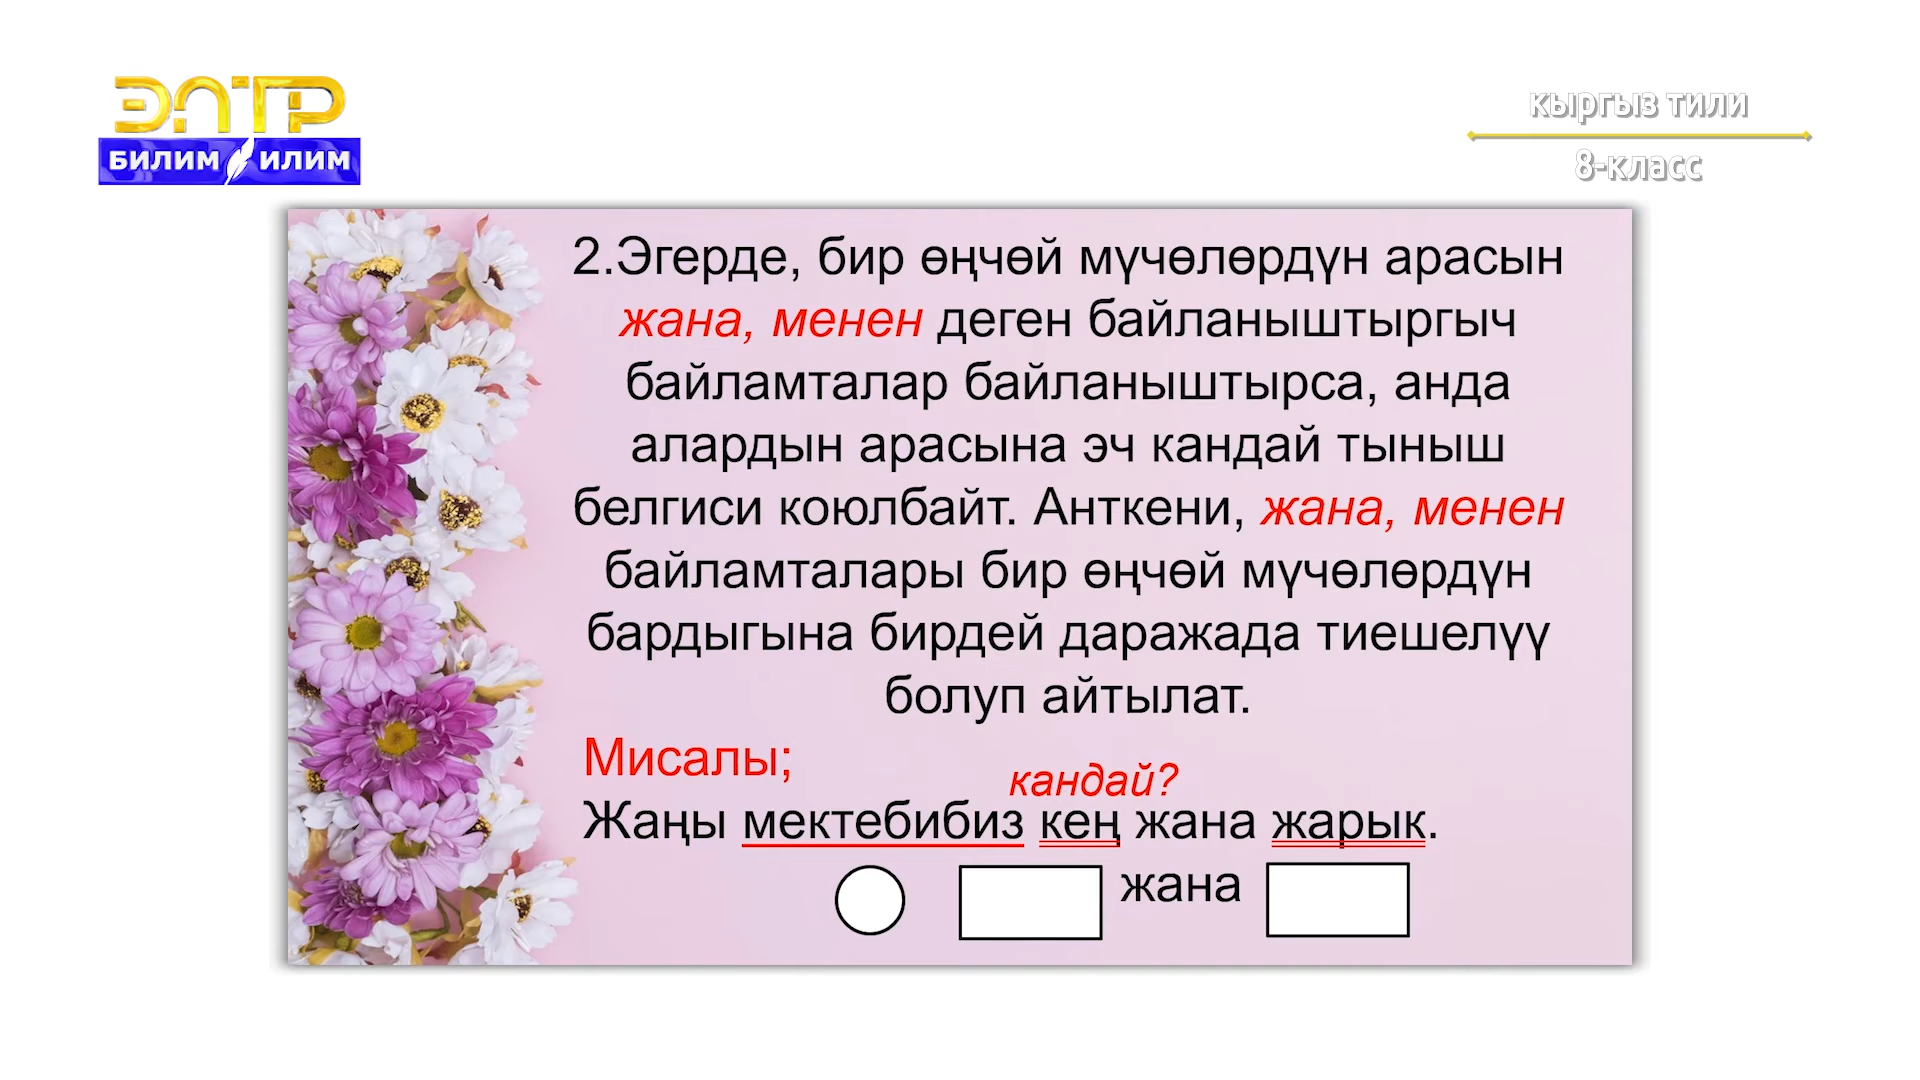 ЭЛТР
БИЛИМ ИЛИМ
кыргыз тили
8-класс
2.Эгерде, бир өңчөй мүчөлөрдүн арасын
жана, менен деген байланыштыргыч
байламталар байланыштырса, анда
алардын арасына эч кандай тыныш
белгиси коюлбайт. Анткени, жана, менен
байламталары бир өңчөй мүчөлөрдүн
бардыгына бирдей даражада тиешелүү
болуп айтылат.
Мисалы;
кандай?
Жаңы мектебибиз кең жана жарык.
жана